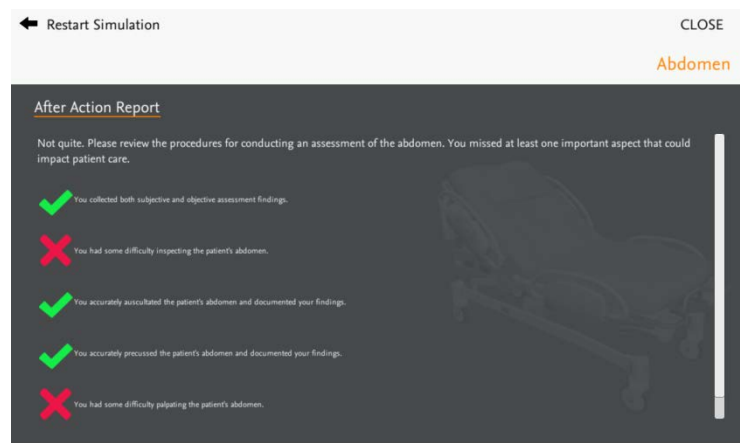 Restart Simulation
CLOSE
Abdomen
After Action Report
Not quite. Please review the procedures for conducting an assessment of the abdomen. You missed at least one important aspect that could
impact patient care.
You collected both subjective and objective assessment findings.
You had some difficulty inspecting the patient's abdomen.
You accurately auscultated the patient's abdomen and documented your findings.
You accurately precussed the patient's abdomen and documented your findings.
You had some difficulty palpating the patient's abdomen.